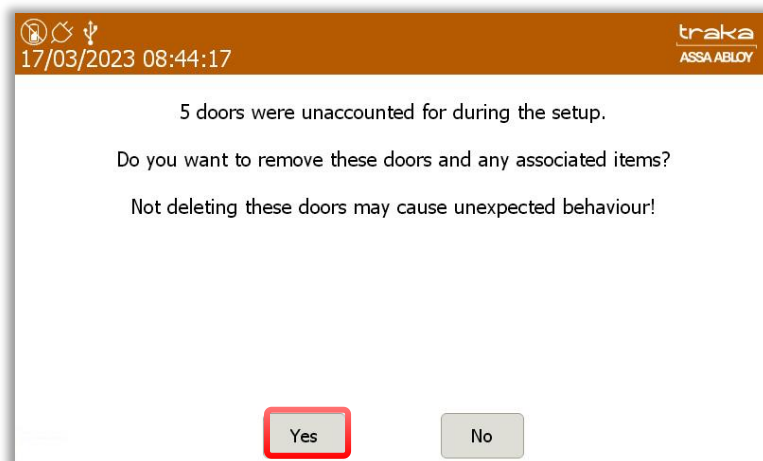 traka
17/03/2023 08:44:17
ASSA ABLOY
5 doors were unaccounted for during the setup.
Do you want to remove these doors and any associated items?
Not deleting these doors may cause unexpected behaviour!
Yes
No